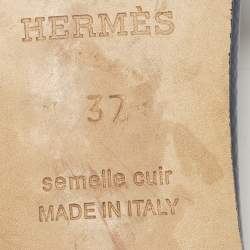 HERMÈS
37
semelle cuir
MADE IN ITALY